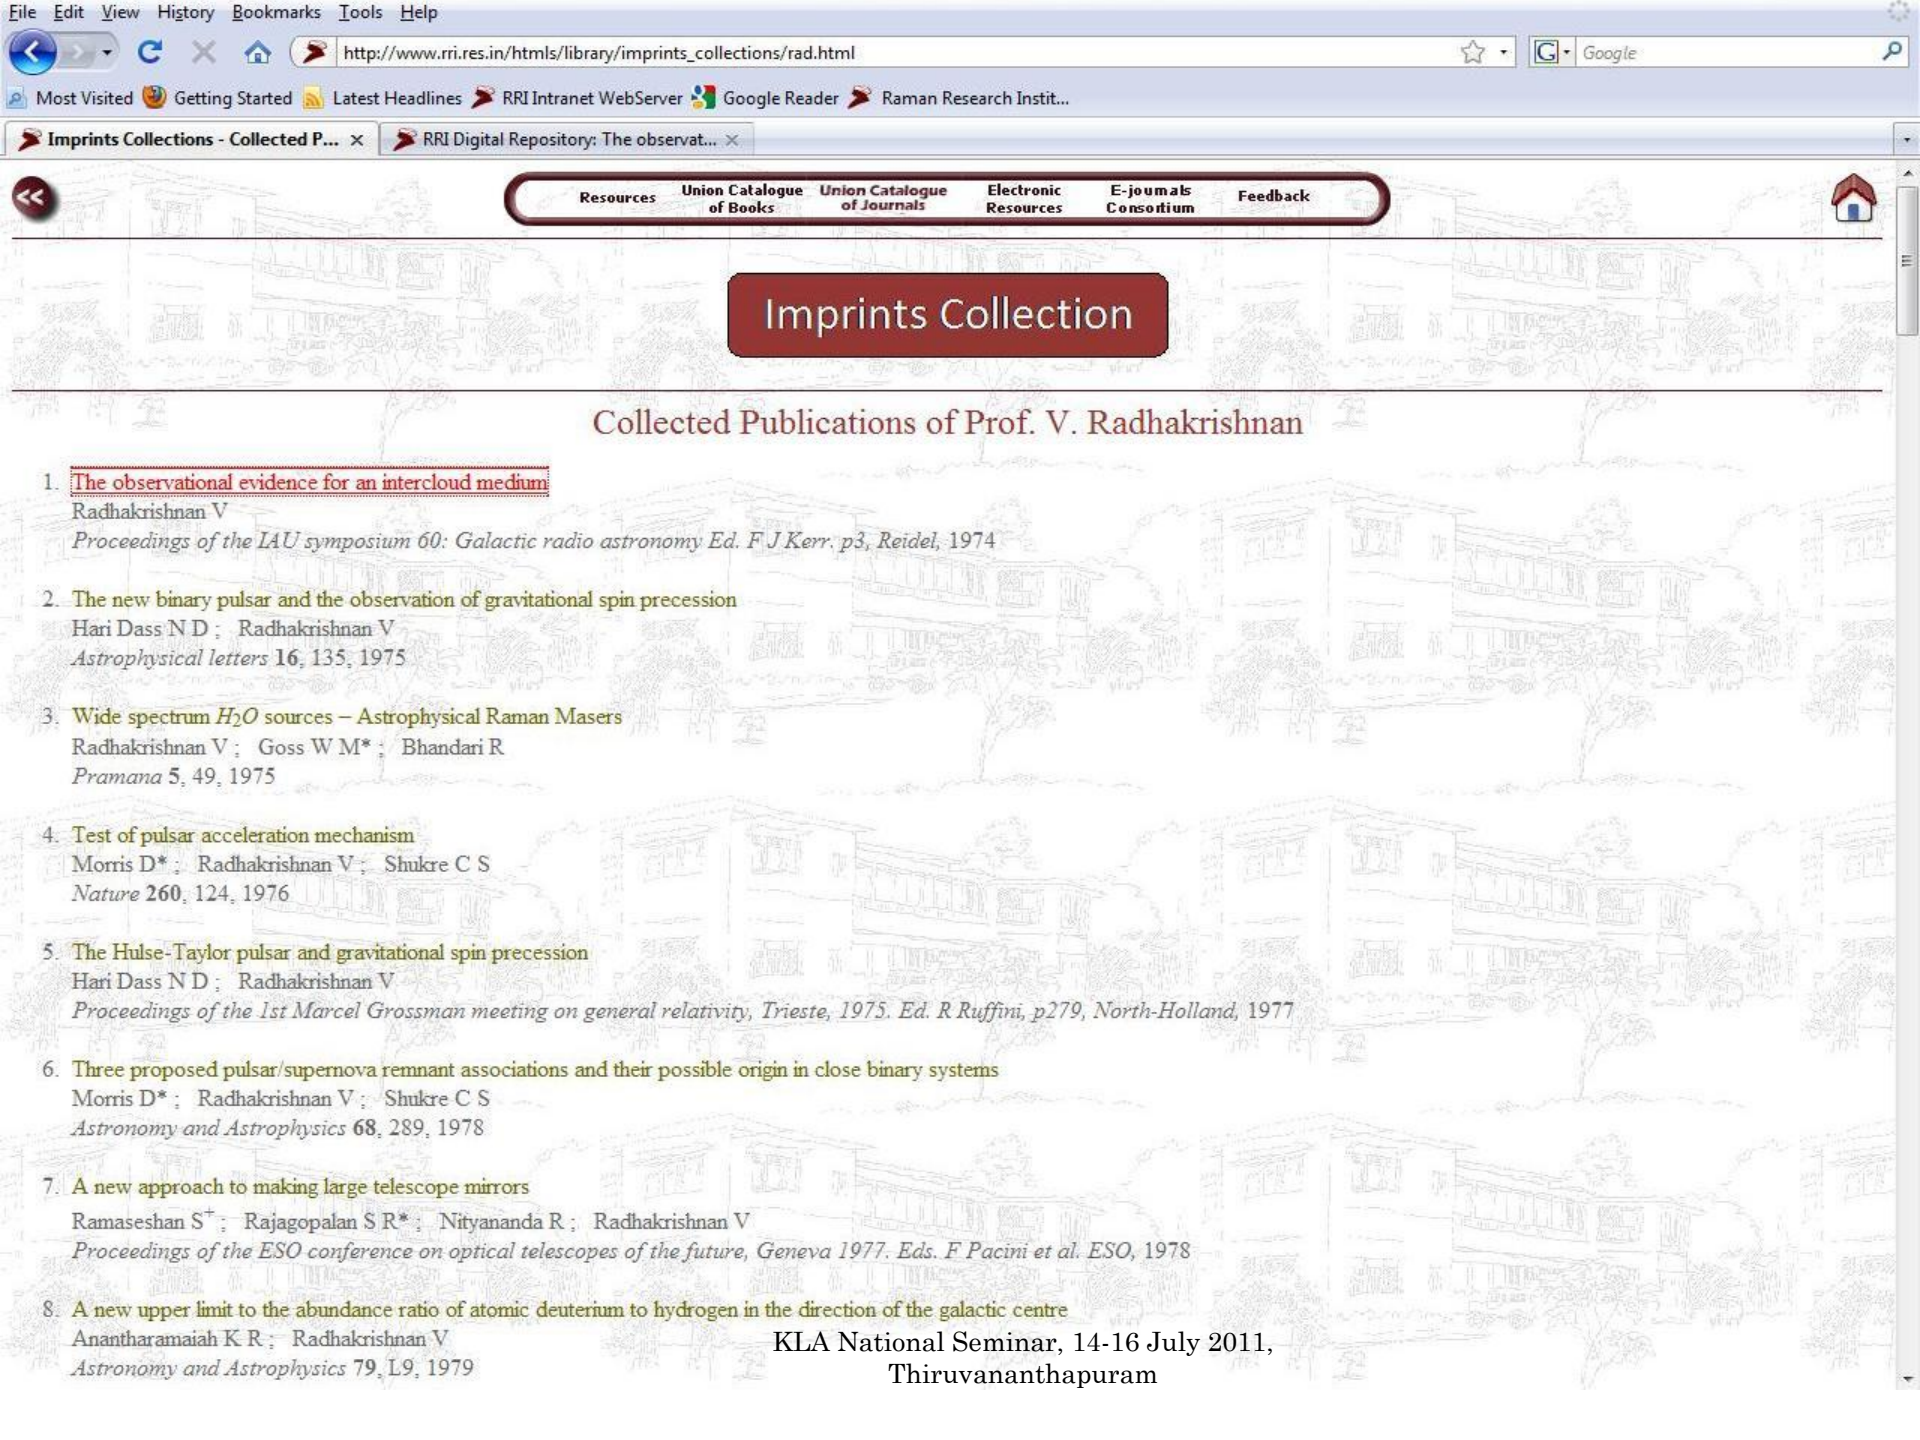 File Edit View History Bookmarks Tools Help
http://www.rri.res.in/htmls/library/imprints_collections/rad.html
G Google
Most Visited Getting Started Latest Headlines RRI Intranet WebServer Google Reader Raman Research Instit...
Imprints Collections - Collected P... RRI Digital Repository: The observat...
<< Resources Union Catalogue of Books Union Catalogue of Journals Electronic Resources E-journals Consortium Feedback
Imprints Collection
Collected Publications of Prof. V. Radhakrishnan
1. The observational evidence for an intercloud medium
Radhakrishnan V
Proceedings of the IAU symposium 60: Galactic radio astronomy Ed. F J Kerr. p3, Reidel, 1974
2. The new binary pulsar and the observation of gravitational spin precession
Hari Dass N D ; Radhakrishnan V
Astrophysical letters 16, 135, 1975
3. Wide spectrum H2O sources – Astrophysical Raman Masers
Radhakrishnan V ; Goss W M* ; Bhandari R
Pramana 5, 49, 1975
4. Test of pulsar acceleration mechanism
Morris D* ; Radhakrishnan V ; Shukre C S
Nature 260, 124, 1976
5. The Hulse-Taylor pulsar and gravitational spin precession
Hari Dass N D ; Radhakrishnan V
Proceedings of the 1st Marcel Grossman meeting on general relativity, Trieste, 1975. Ed. R Ruffini, p279, North-Holland, 1977
6. Three proposed pulsar/supernova remnant associations and their possible origin in close binary systems
Morris D* ; Radhakrishnan V ; Shukre C S
Astronomy and Astrophysics 68, 289, 1978
7. A new approach to making large telescope mirrors
Ramaseshan S+ ; Rajagopalan S R* ; Nityananda R ; Radhakrishnan V
Proceedings of the ESO conference on optical telescopes of the future, Geneva 1977. Eds. F Pacini et al. ESO, 1978
8. A new upper limit to the abundance ratio of atomic deuterium to hydrogen in the direction of the galactic centre
Anantharamaiah K R ; Radhakrishnan V
Astronomy and Astrophysics 79, L9, 1979
KLA National Seminar, 14-16 July 2011,
Thiruvananthapuram